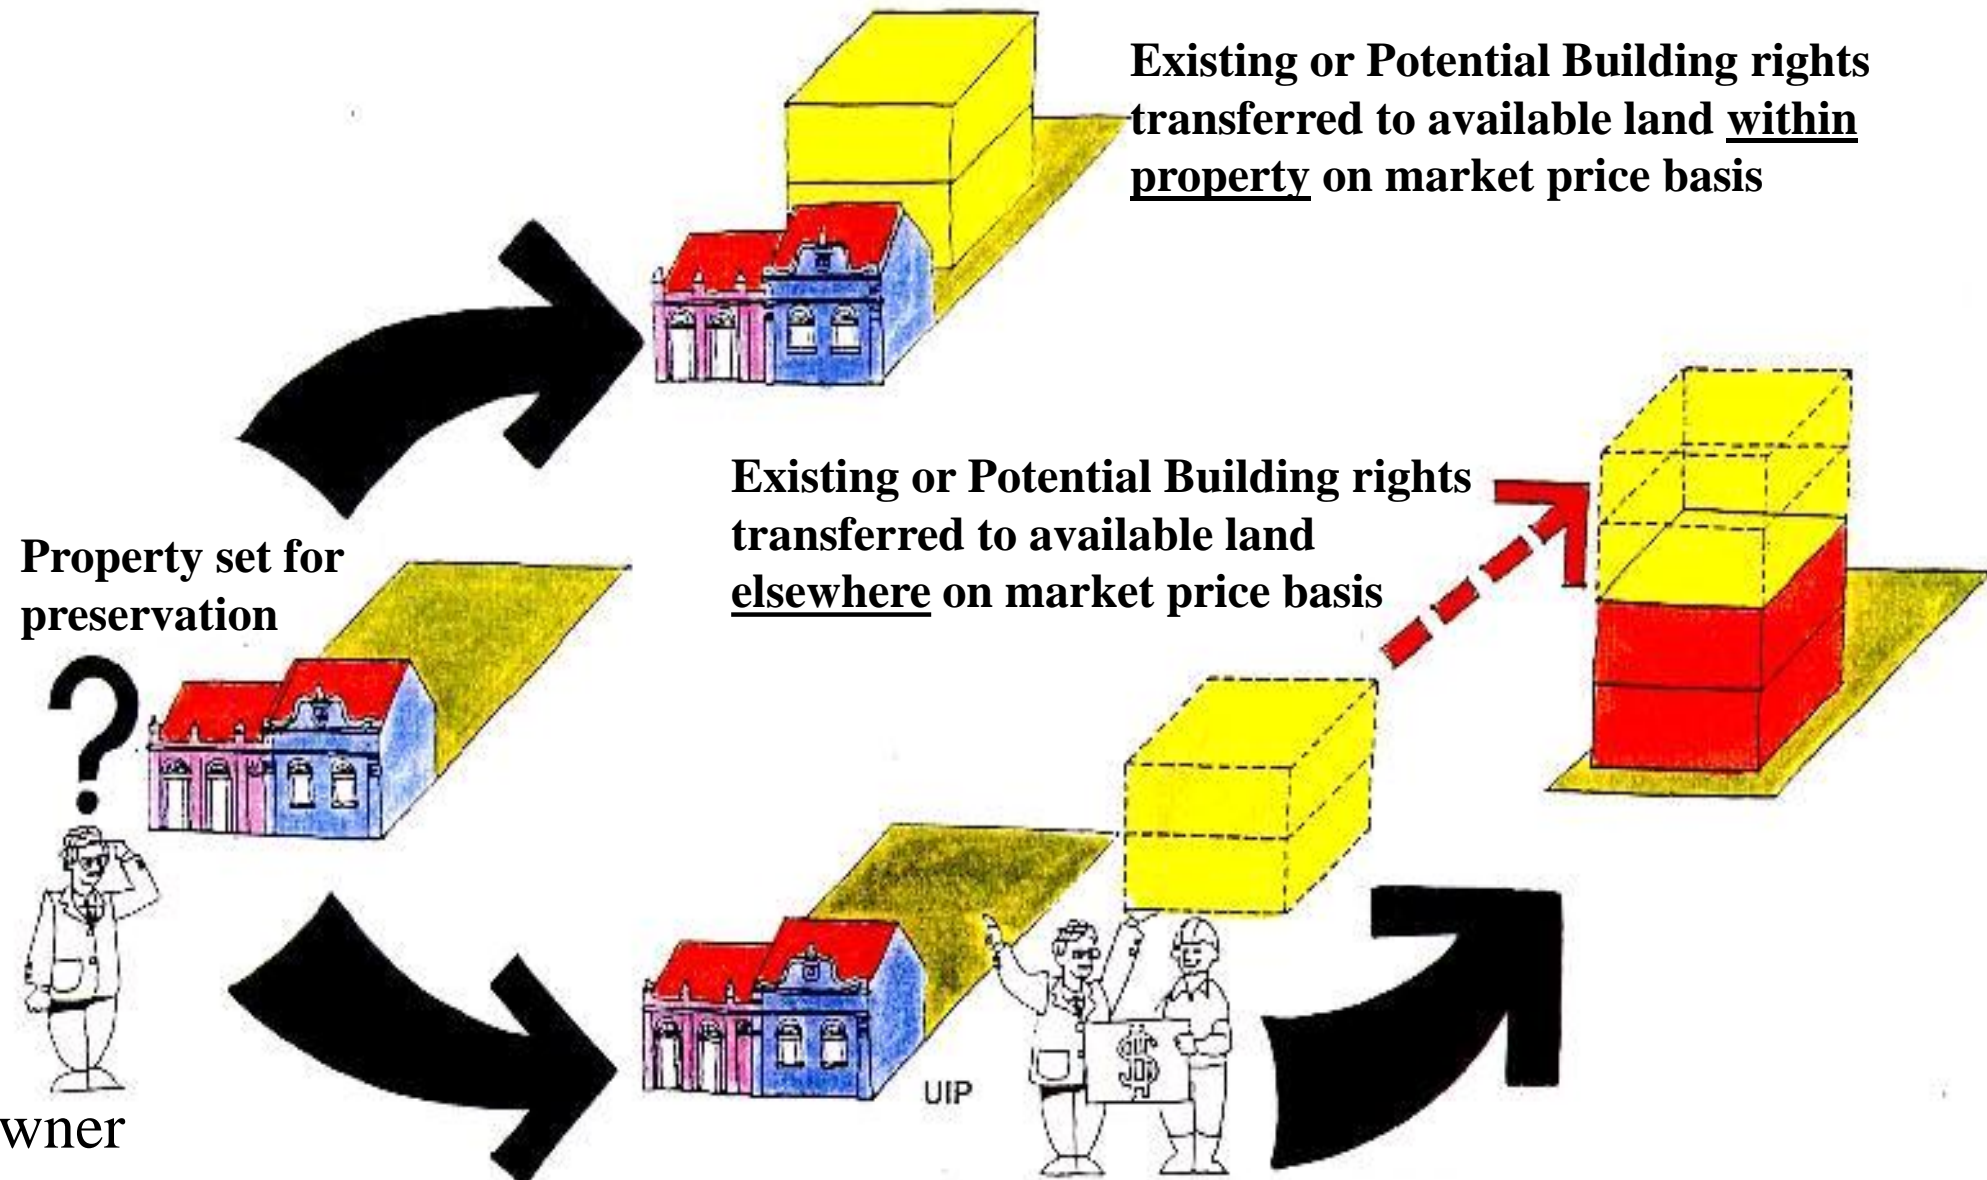 Existing or Potential Building rights
transferred to available land within
property on market price basis
Existing or Potential Building rights
transferred to available land
elsewhere on market price basis
Property set for
preservation
?
$
UIP
wner